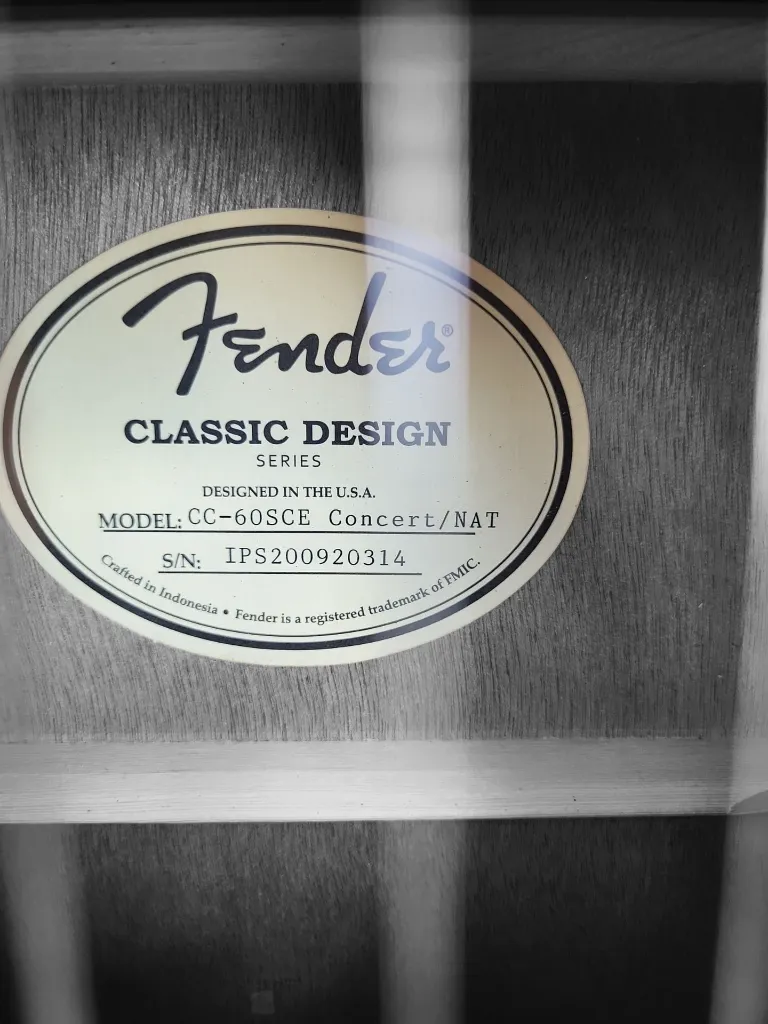 Fender®
CLASSIC DESIGN
SERIES
DESIGNED IN THE U.S.A.
MODEL: CC-60SCE Concert/NAT
S/N: IPS200920314
Crafted in Indonesia • Fender is a registered trademark of FMIC.